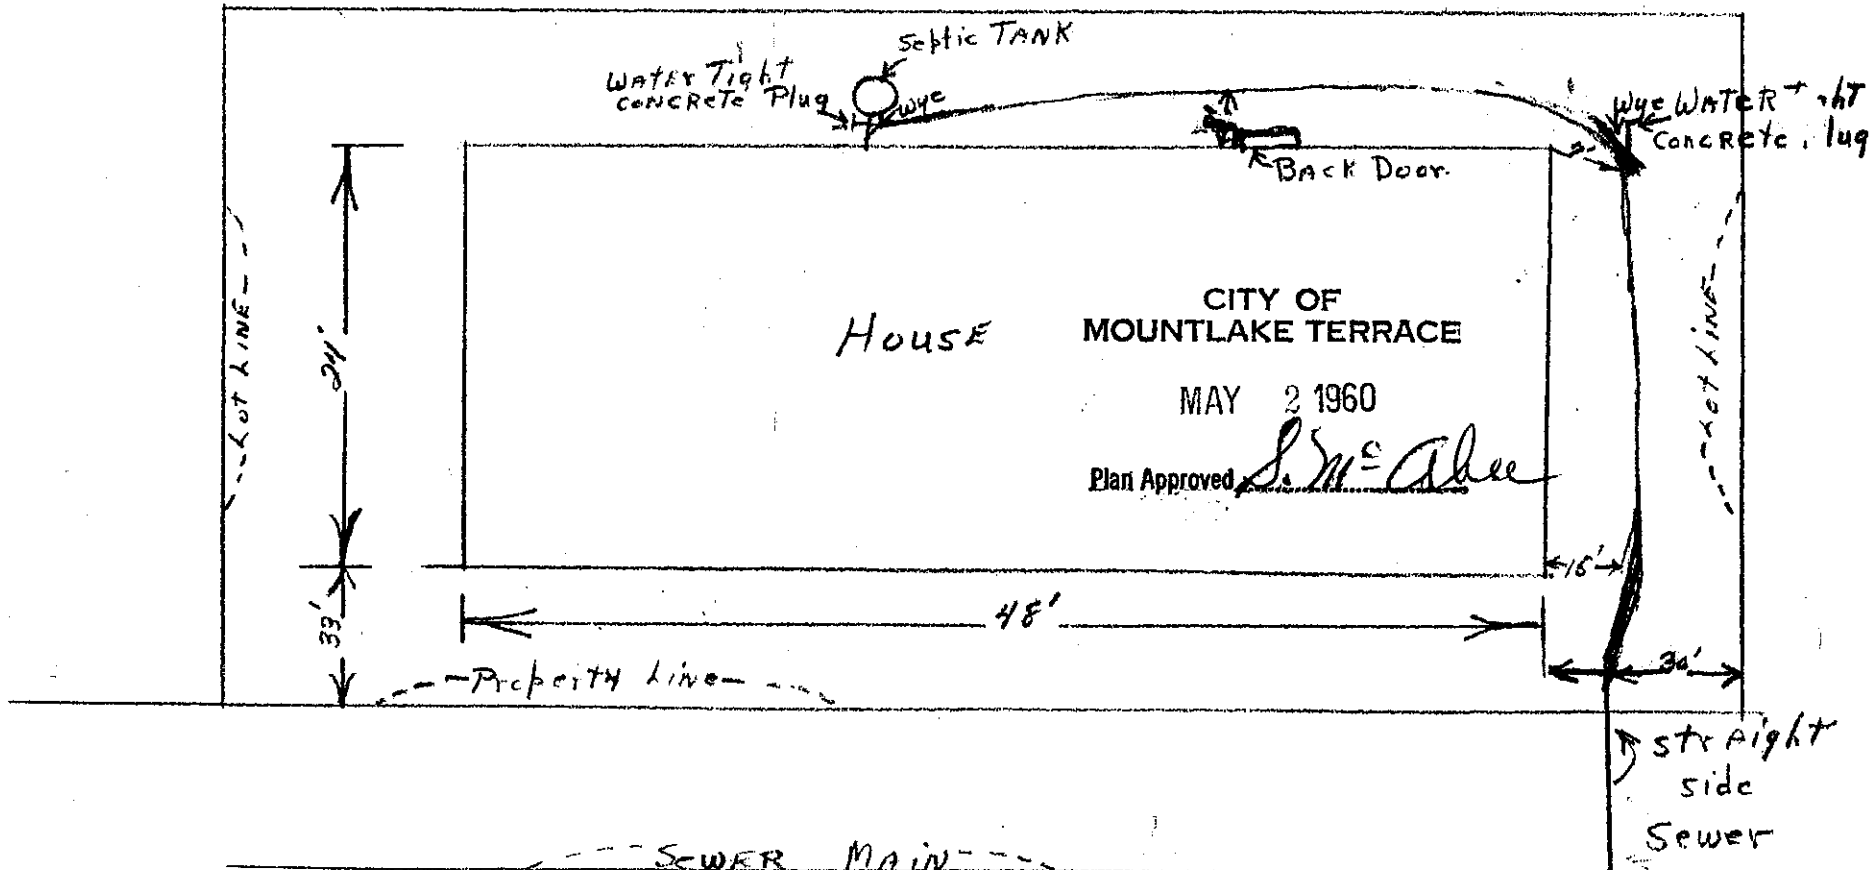 Septic TANK
WATER Tight
CONCRETE Plug
Wye
Wye WATER
CONCRETE
BACK Door.
LOT LINE
24'
House
CITY OF
MOUNTLAKE TERRACE
MAY 2 1960
Plan Approved
LOT LINE
15'
48'
33'
30'
Property Line
straight
side
Sewer
SEWER MAIN